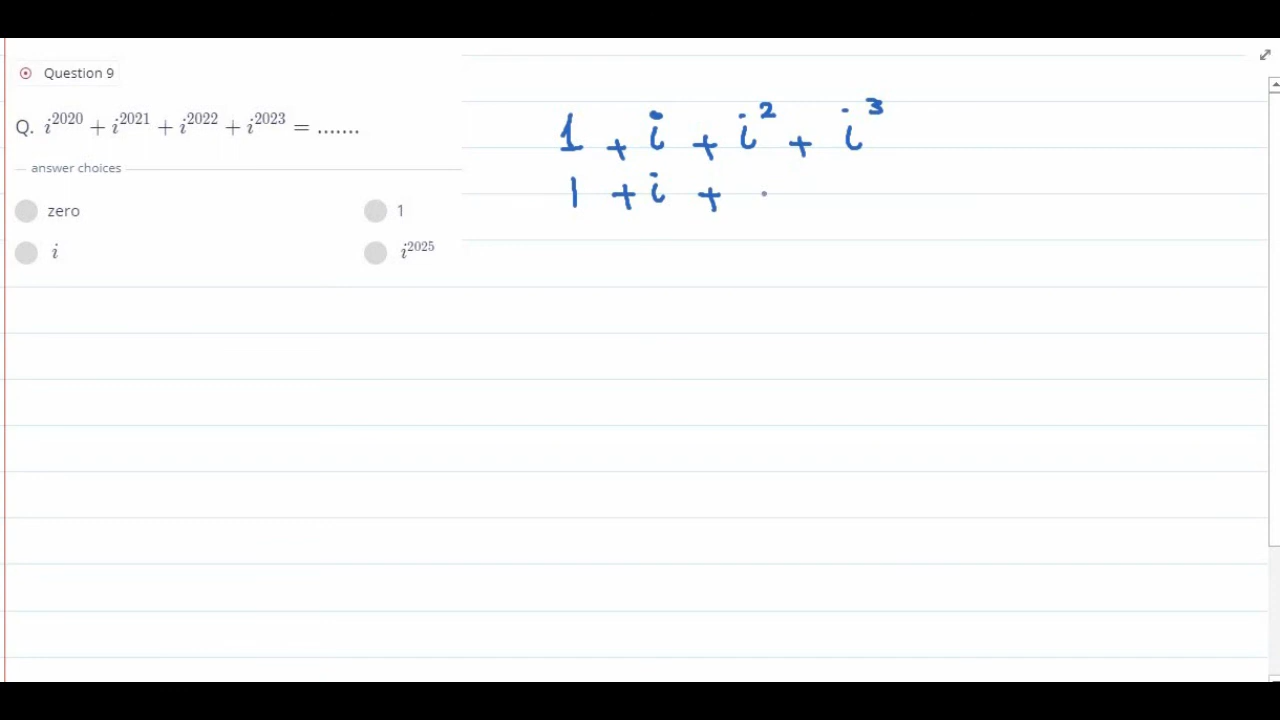 Question 9
Q. i^2020 + i^2021 + i^2022 + i^2023 = .......
answer choices
zero
1
i
i^2025
1 + i + i^2 + i^3
1 + i +